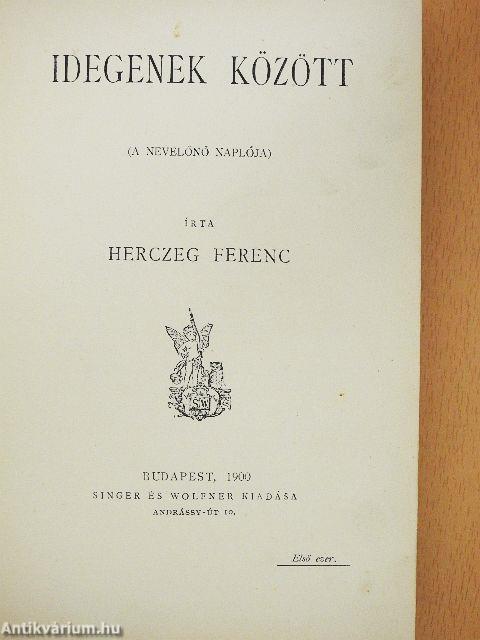 IDEGENEK KÖZÖTT
(A NEVELŐNŐ NAPLÓJA)
ÍRTA
HERCZEG FERENC
BUDAPEST, 1900
SINGER ÉS WOLFNER KIADÁSA
ANDRÁSSY-ÚT 10.
Első ezer.
Antikvárium.hu